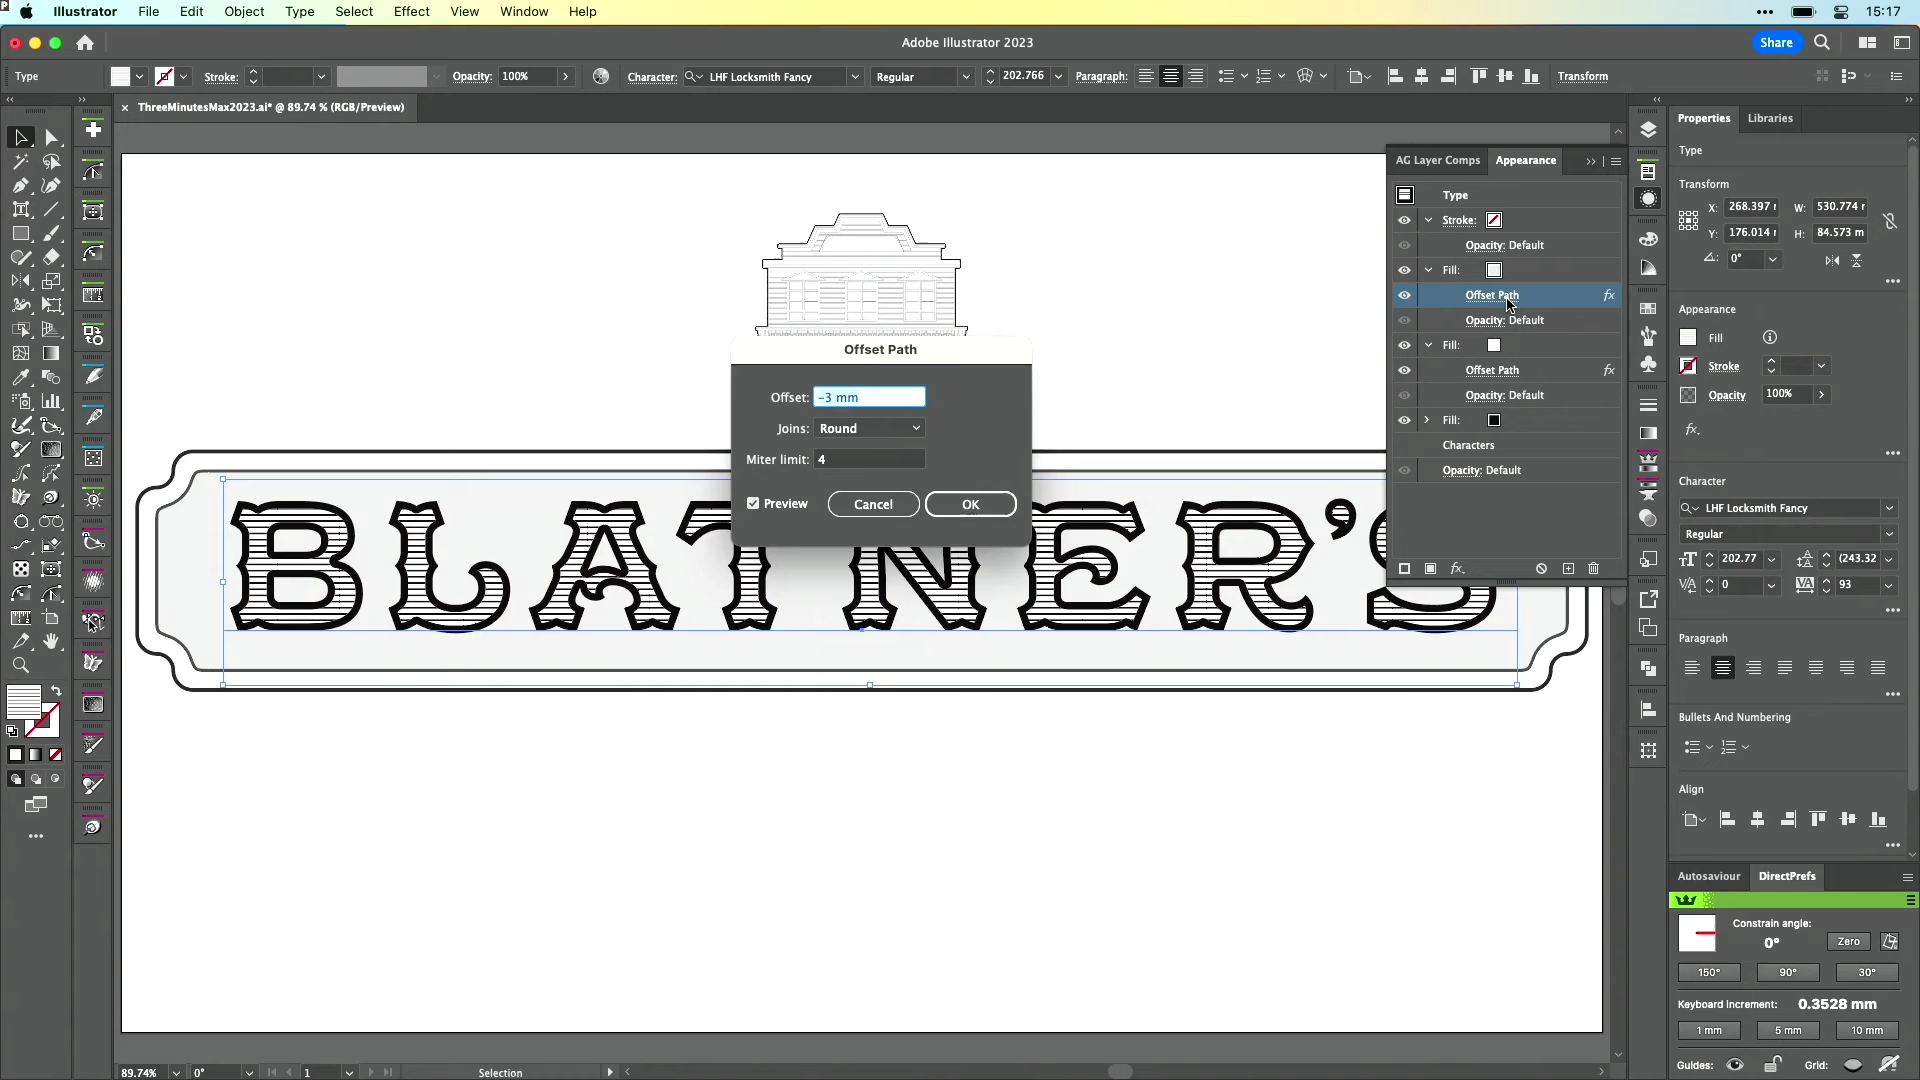 Illustrator File Edit Object Type Select Effect View Window Help 15:17
Adobe Illustrator 2023 Share
Type Stroke: Opacity: 100% Character: LHF Locksmith Fancy Regular 202.766 Paragraph: Transform
× ThreeMinutesMax2023.ai* @ 89.74 % (RGB/Preview)
AG Layer Comps Appearance
Type
Stroke:
Opacity: Default
Fill:
Offset Path fx
Opacity: Default
Fill:
Offset Path fx
Opacity: Default
Fill:
Characters
Opacity: Default
fx.
Offset Path
Offset: -3 mm
Joins: Round
Miter limit: 4
Preview Cancel OK
BLATNER'S
Properties Libraries
Type
Transform
X: 268.397 W: 530.774
Y: 176.014 H: 84.573 m
0°
Appearance
Fill
Stroke
Opacity 100%
fx.
Character
LHF Locksmith Fancy
Regular
202.77 (243.32
0 93
Paragraph
Bullets And Numbering
Align
Autosaviour DirectPrefs
Constrain angle:
0° Zero
150° 90° 30°
Keyboard increment: 0.3528 mm
1 mm 5 mm 10 mm
Guides: Grid:
89.74% 0° 1 Selection